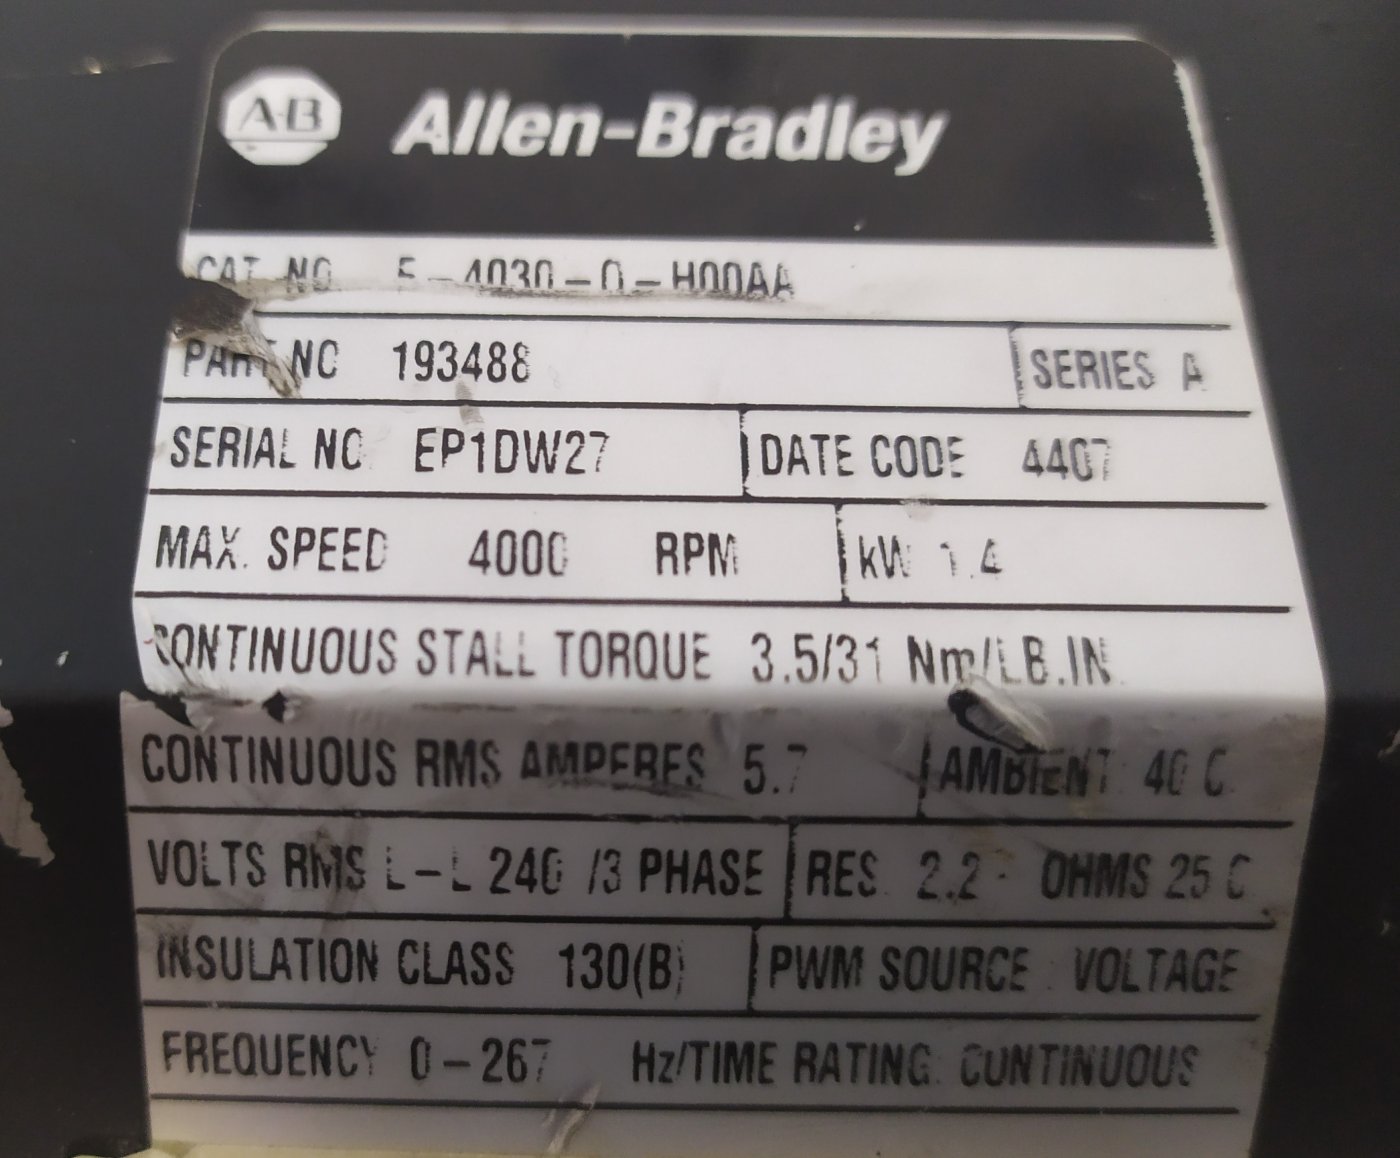 A-B Allen-Bradley
CAT NO F-4030-Q-H00AA
PART NO 193488 SERIES A
SERIAL NO EP1DW27 DATE CODE 4407
MAX. SPEED 4000 RPM kW 1.4
CONTINUOUS STALL TORQUE 3.5/31 Nm/LB.IN.
CONTINUOUS RMS AMPERES 5.7 AMBIENT 40 C
VOLTS RMS L-L 240 /3 PHASE RES 2.2 OHMS 25 C
INSULATION CLASS 130(B) PWM SOURCE VOLTAGE
FREQUENCY 0-267 Hz/TIME RATING: CONTINUOUS